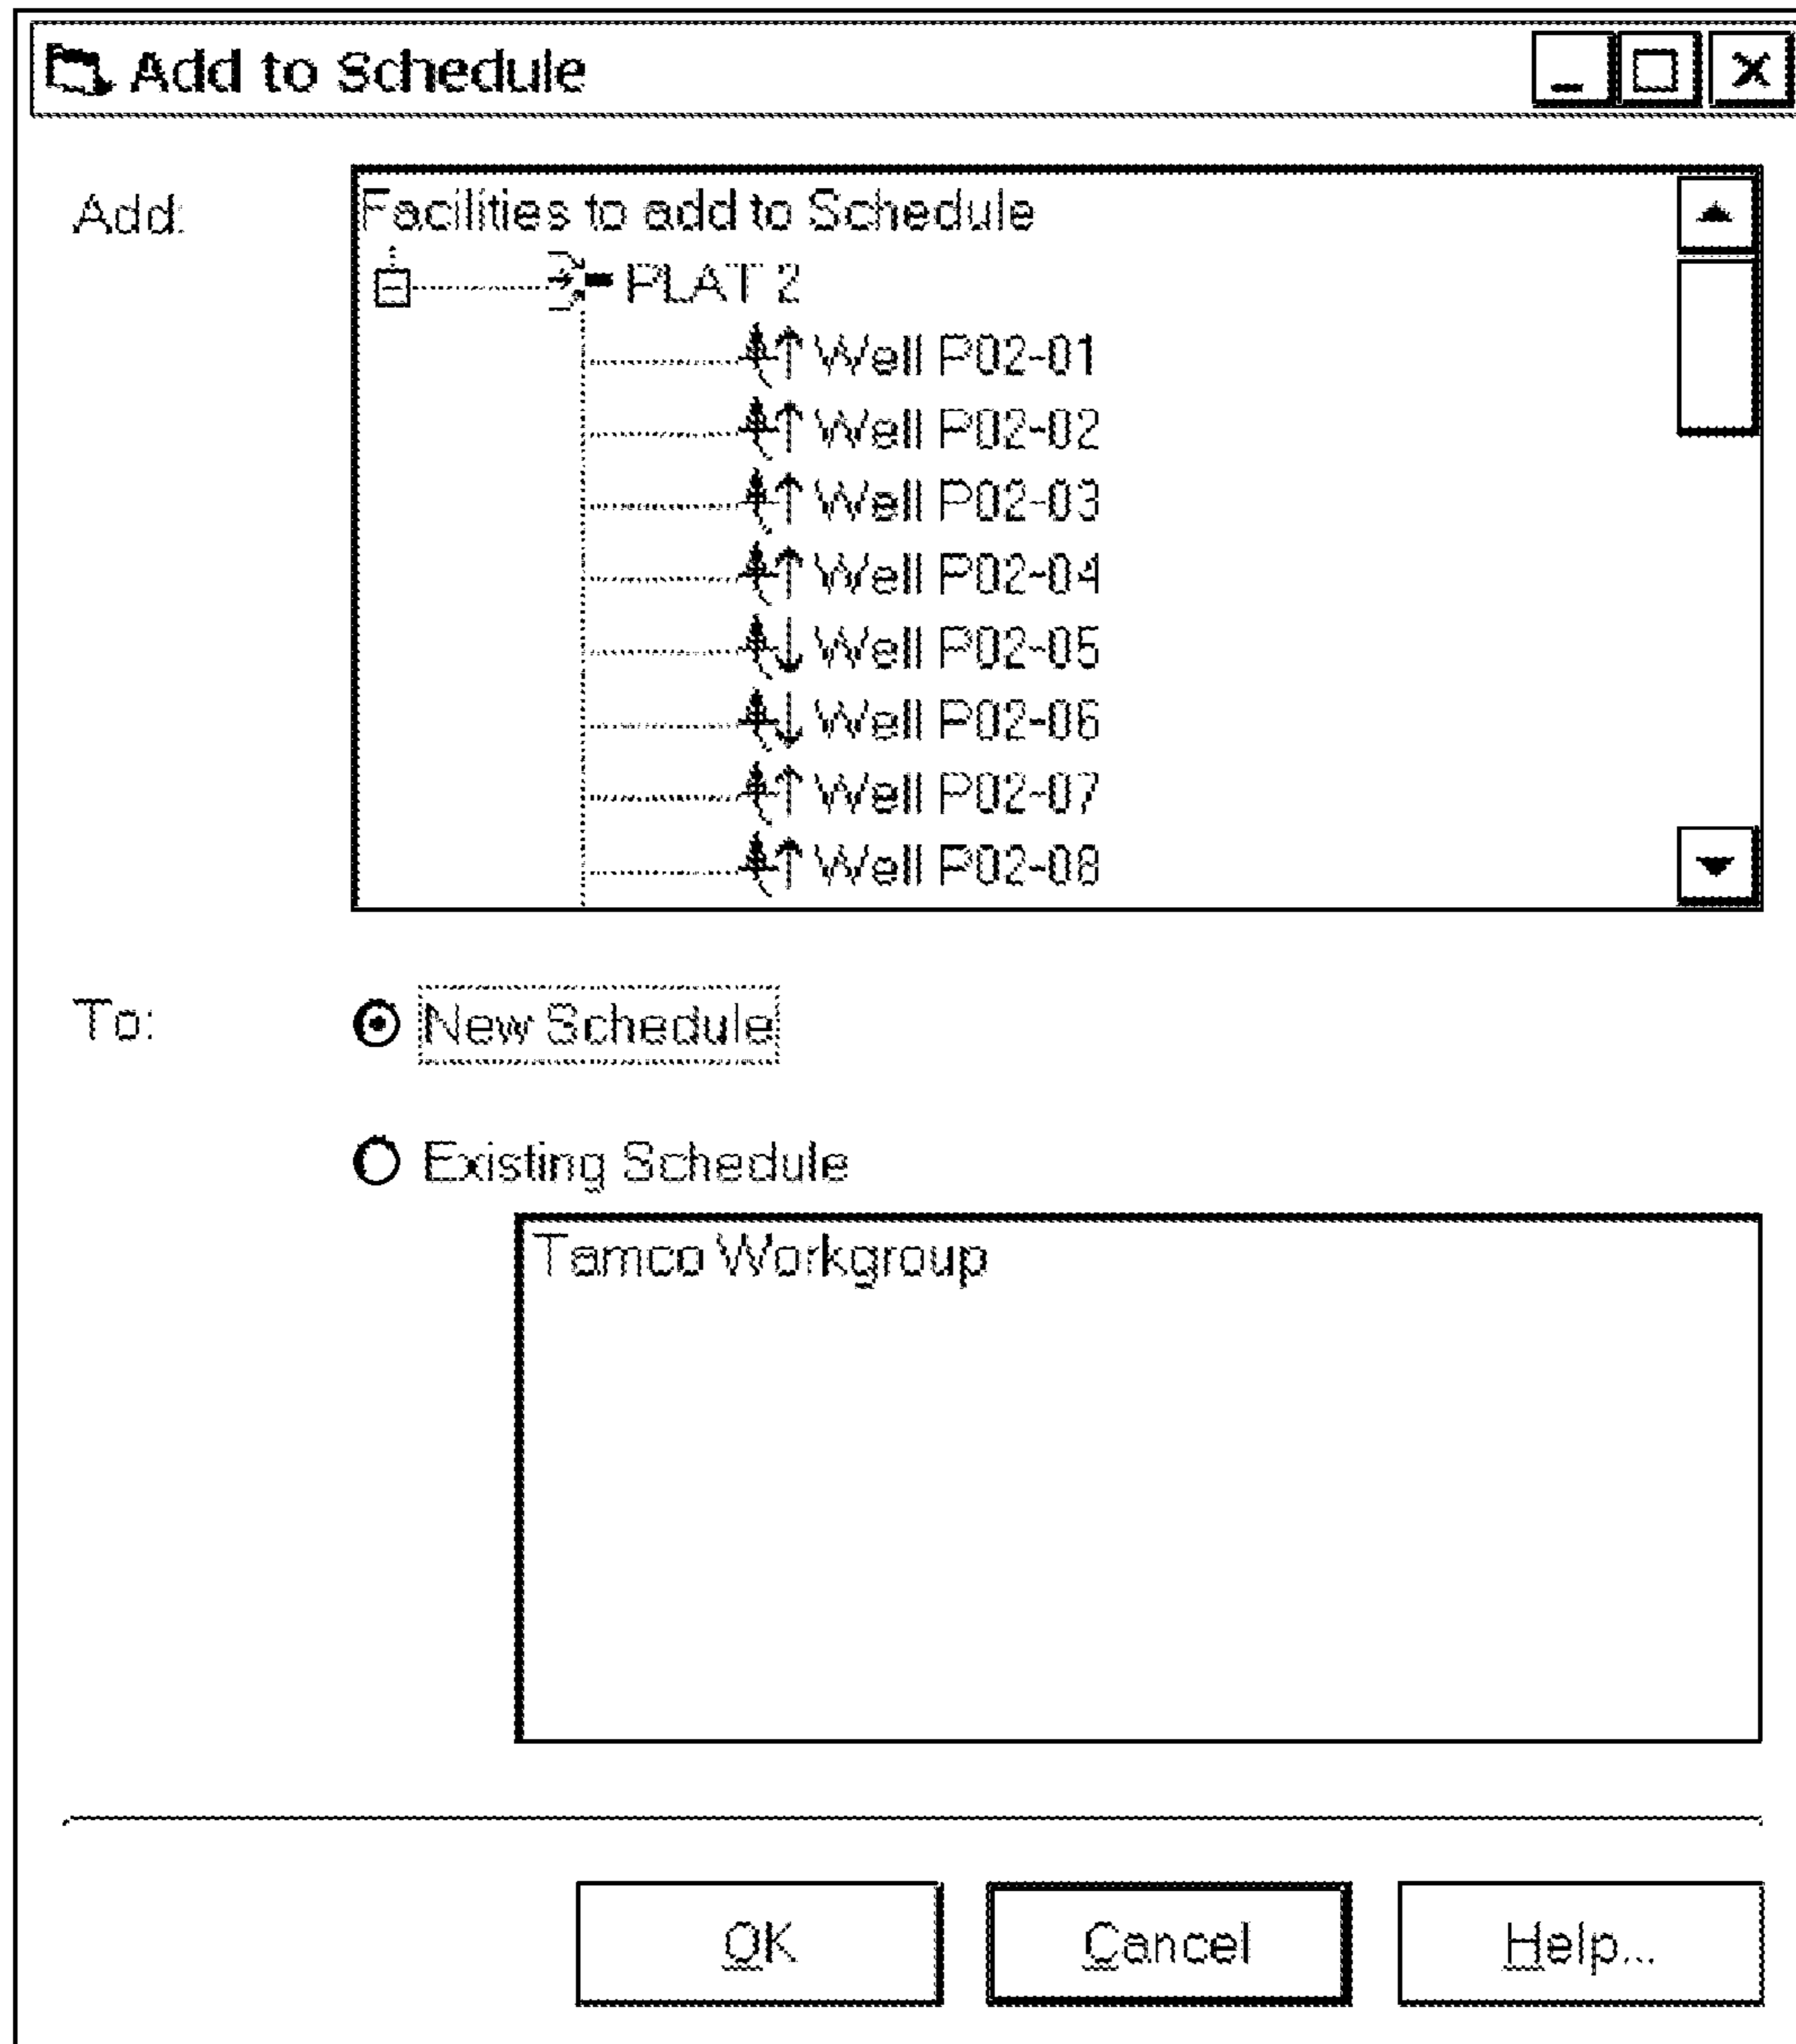 Add to Schedule
Add:
Facilities to add to Schedule
PLAT 2
Well P02-01
Well P02-02
Well P02-03
Well P02-04
Well P02-05
Well P02-06
Well P02-07
Well P02-08
To:
New Schedule
Existing Schedule
Tamco Workgroup
OK
Cancel
Help...